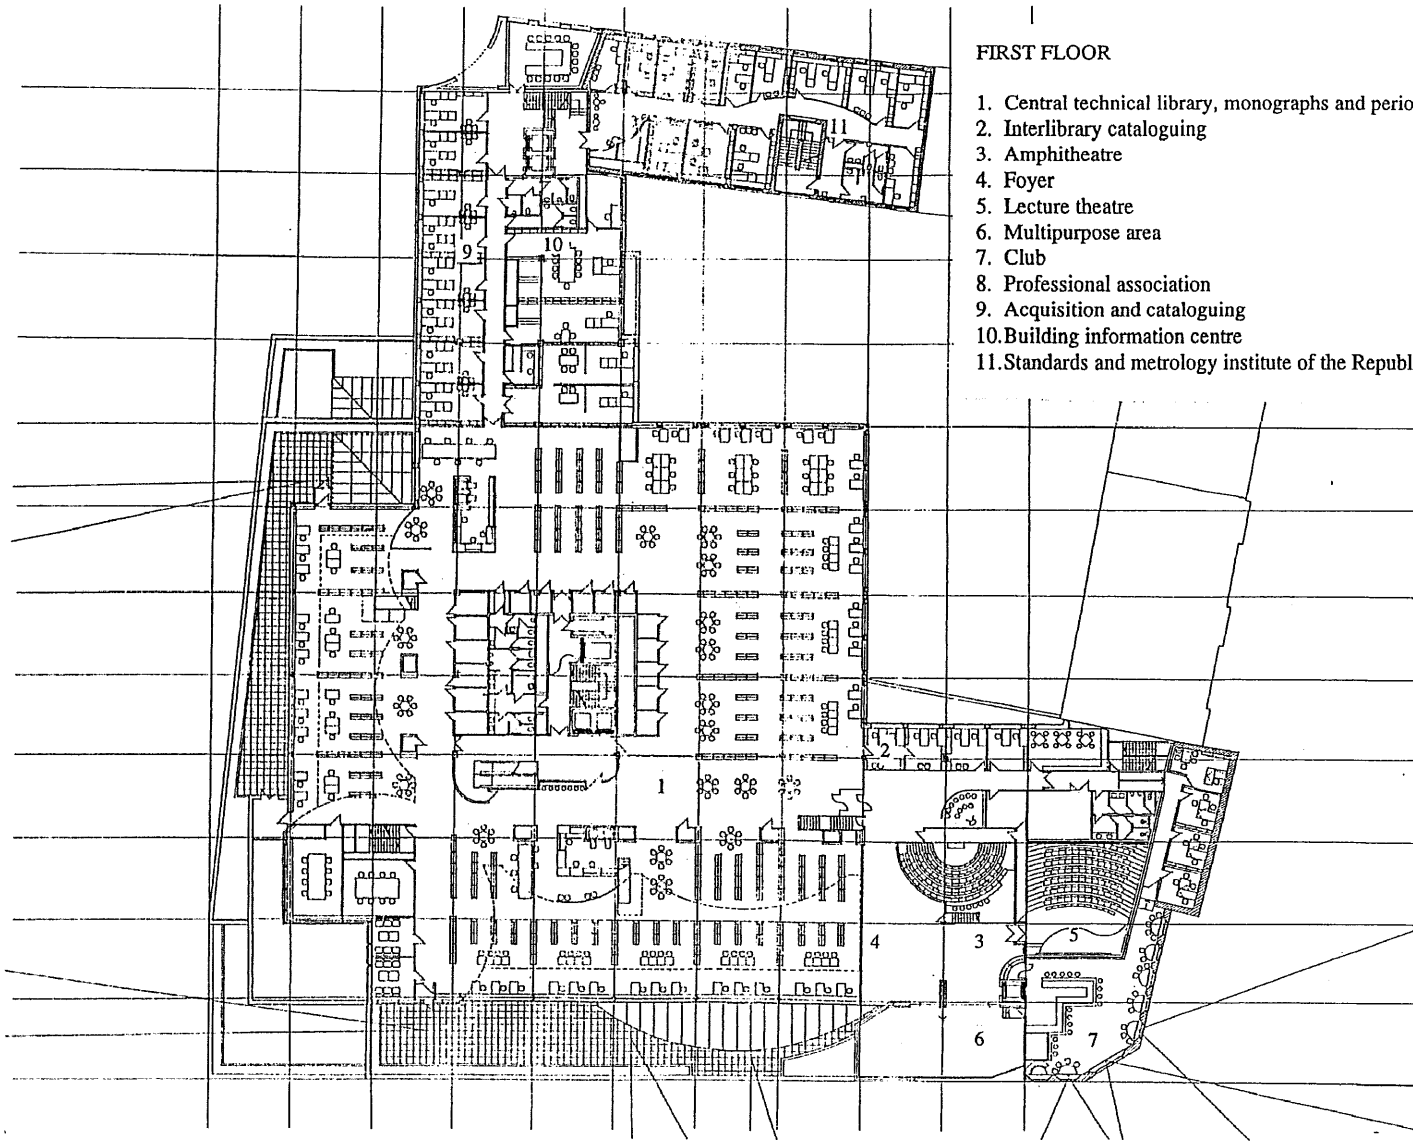 FIRST FLOOR
1. Central technical library, monographs and perio
2. Interlibrary cataloguing
3. Amphitheatre
4. Foyer
5. Lecture theatre
6. Multipurpose area
7. Club
8. Professional association
9. Acquisition and cataloguing
10.Building information centre
11.Standards and metrology institute of the Republ
11
10
9
2
1
4
3
5
6
7